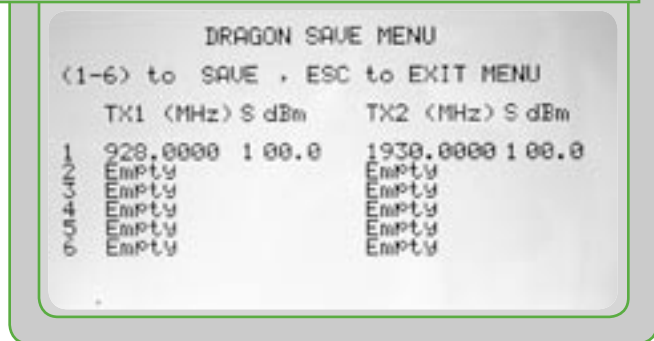 DRAGON SAVE MENU
(1-6) to SAVE , ESC to EXIT MENU
TX1 (MHz) S dBm TX2 (MHz) S dBm
1 928.0000 1 00.0 1930.0000 1 00.0
2 Empty Empty
3 Empty Empty
4 Empty Empty
5 Empty Empty
6 Empty Empty